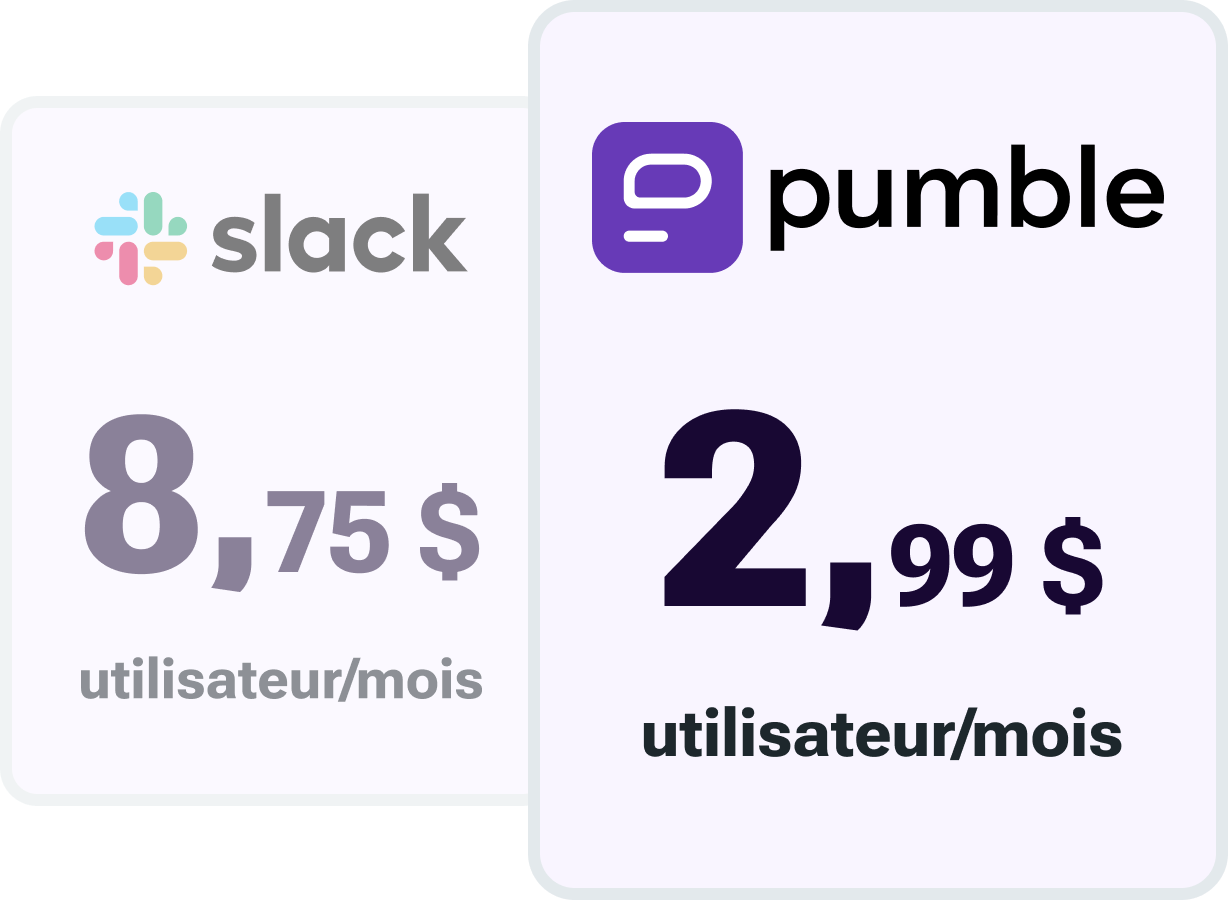 slack
8,75 $
utilisateur/mois
pumble
2,99 $
utilisateur/mois